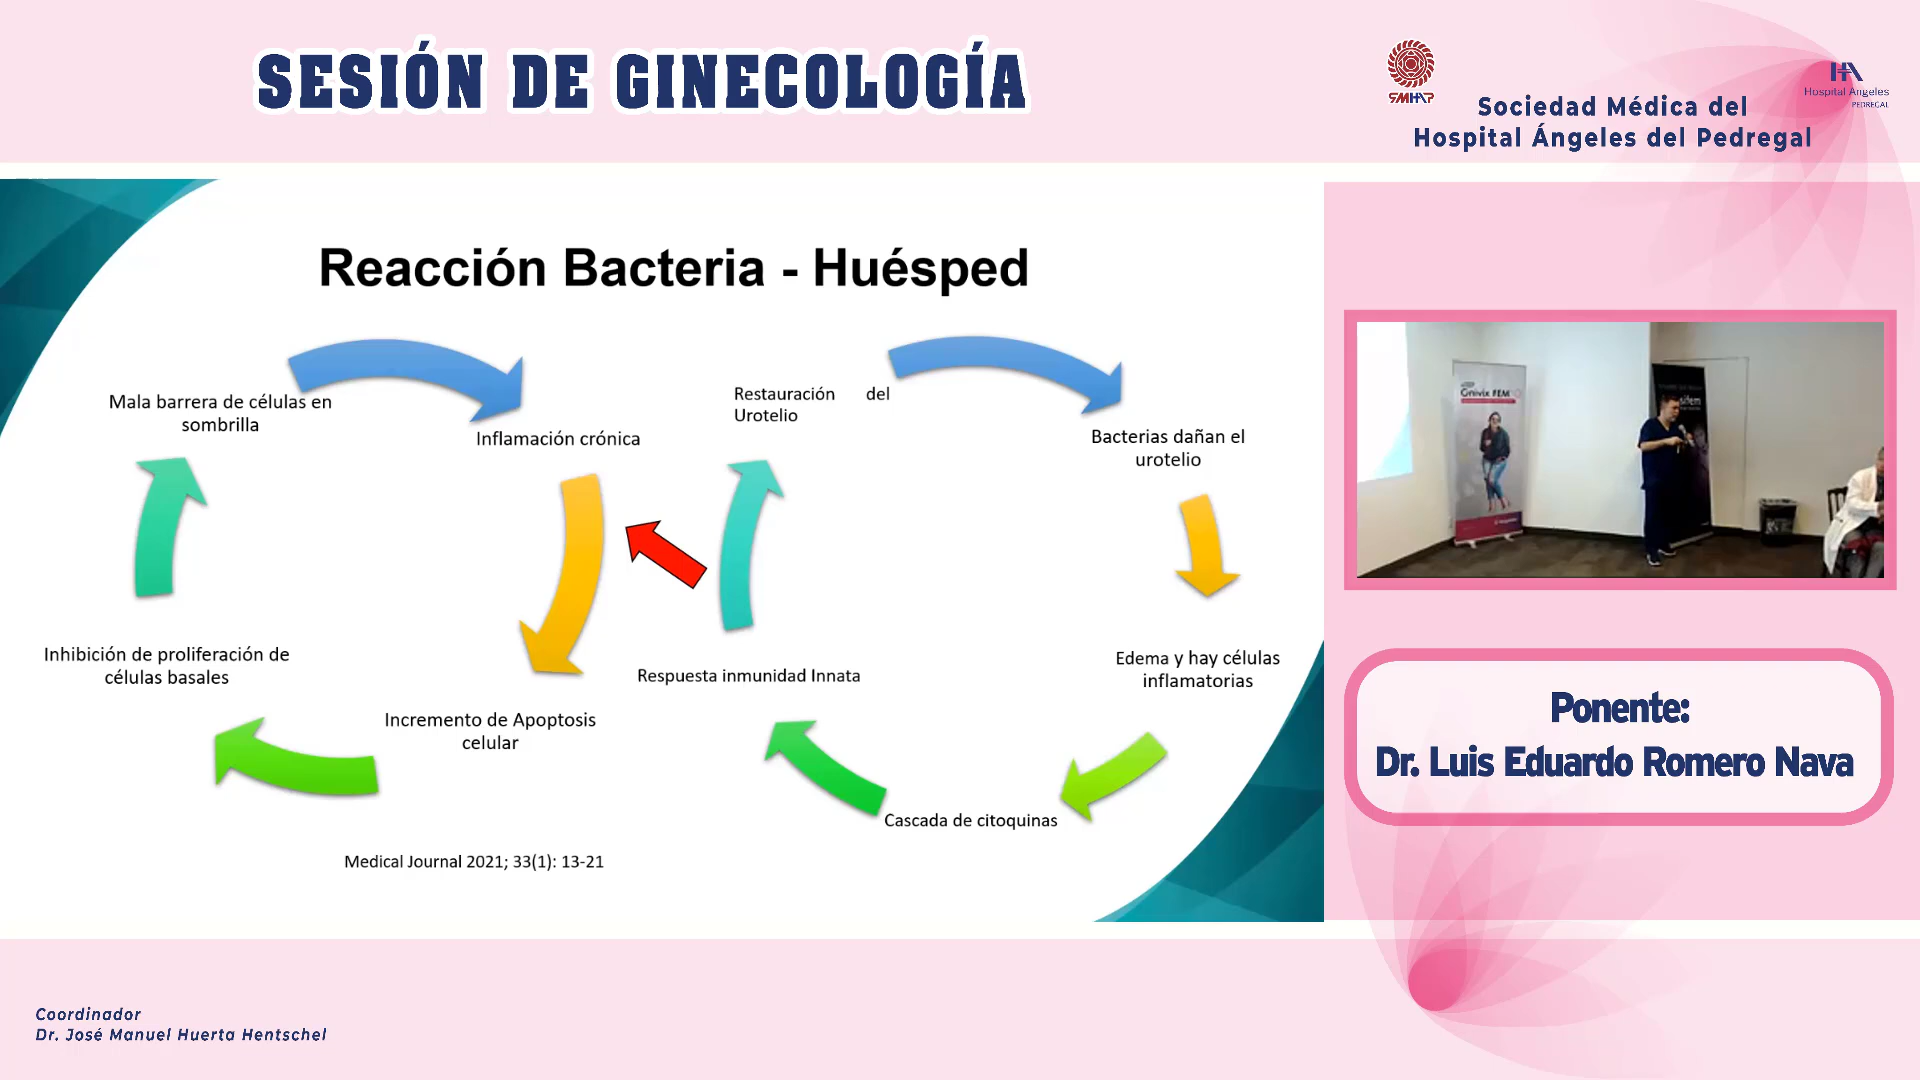 SESIÓN DE GINECOLOGÍA
SMHAP
Sociedad Médica del
Hospital Ángeles del Pedregal
HA
Hospital Angeles
PEDREGAL
Reacción Bacteria - Huésped
Mala barrera de células en
sombrilla
Inflamación crónica
Incremento de Apoptosis
celular
Inhibición de proliferación de
células basales
Restauración del
Urotelio
Bacterias dañan el
urotelio
Edema y hay células
inflamatorias
Cascada de citoquinas
Respuesta inmunidad Innata
Medical Journal 2021; 33(1): 13-21
Ginivix FEM
Ponente:
Dr. Luis Eduardo Romero Nava
Coordinador
Dr. José Manuel Huerta Hentschel